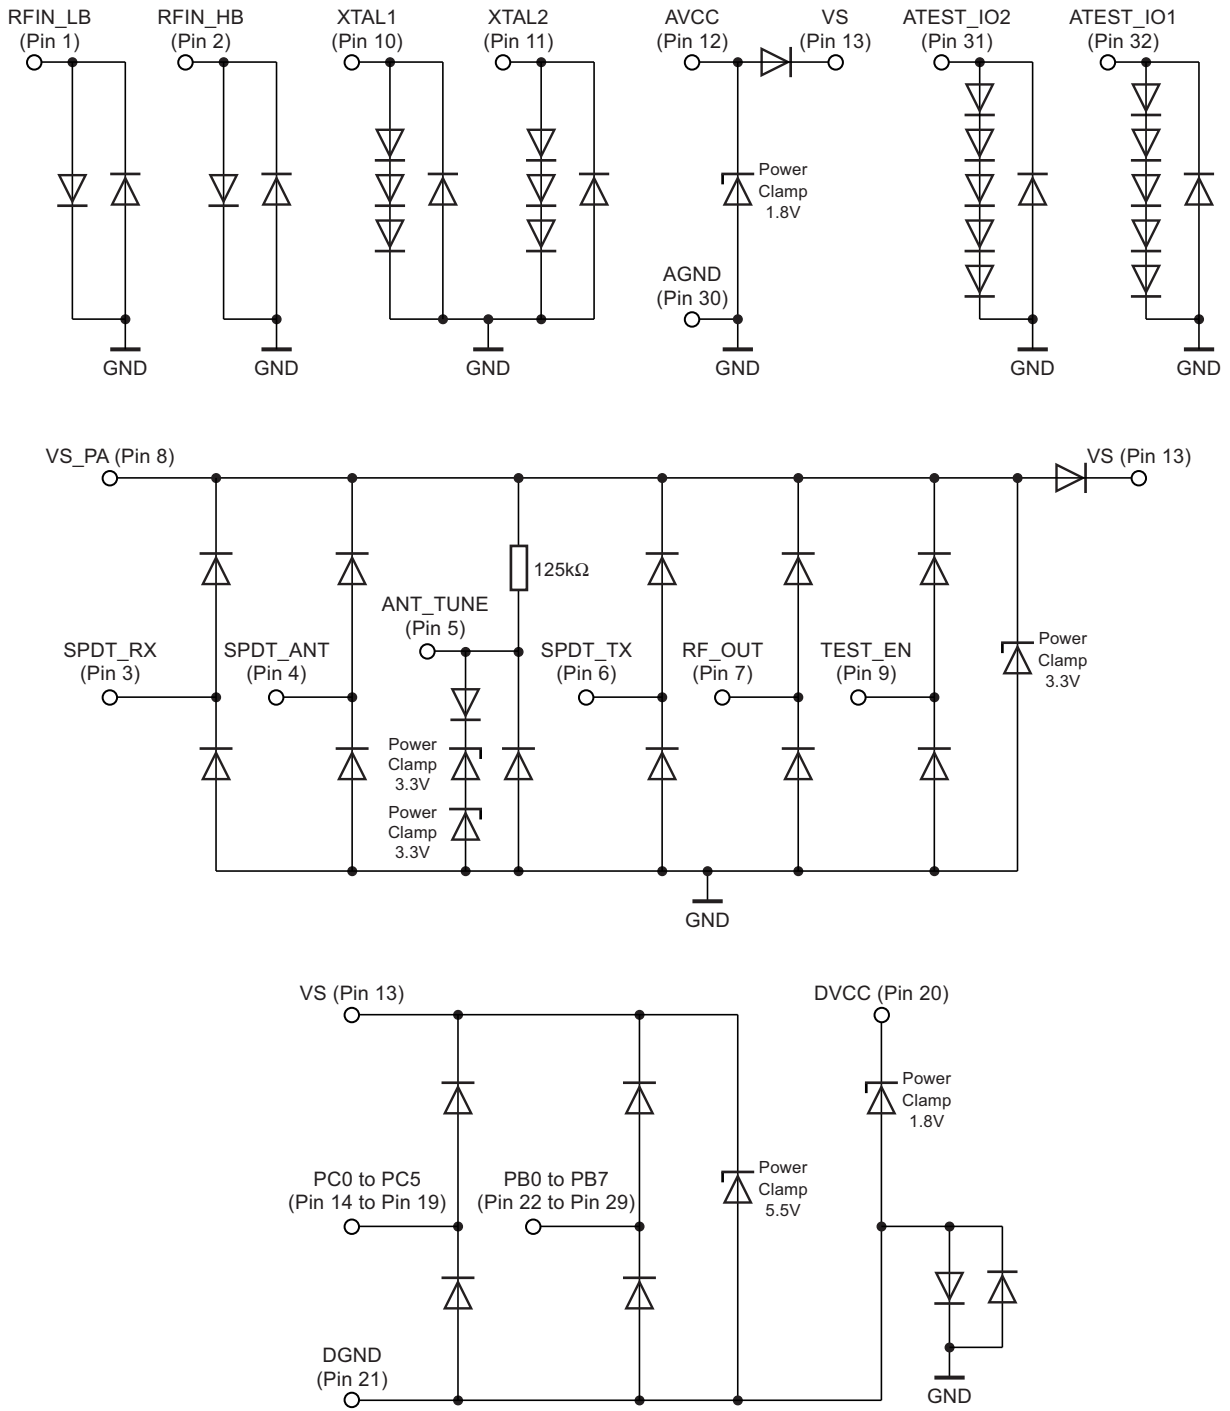 RFIN_LB
(Pin 1)
RFIN_HB
(Pin 2)
XTAL1
(Pin 10)
XTAL2
(Pin 11)
AVCC
(Pin 12)
VS
(Pin 13)
ATEST_IO2
(Pin 31)
ATEST_IO1
(Pin 32)
Power
Clamp
1.8V
AGND
(Pin 30)
GND
GND
GND
GND
GND
GND
VS_PA (Pin 8)
VS (Pin 13)
125kΩ
ANT_TUNE
(Pin 5)
SPDT_RX
(Pin 3)
SPDT_ANT
(Pin 4)
SPDT_TX
(Pin 6)
RF_OUT
(Pin 7)
TEST_EN
(Pin 9)
Power
Clamp
3.3V
Power
Clamp
3.3V
Power
Clamp
3.3V
GND
VS (Pin 13)
DVCC (Pin 20)
Power
Clamp
1.8V
PC0 to PC5
(Pin 14 to Pin 19)
PB0 to PB7
(Pin 22 to Pin 29)
Power
Clamp
5.5V
DGND
(Pin 21)
GND